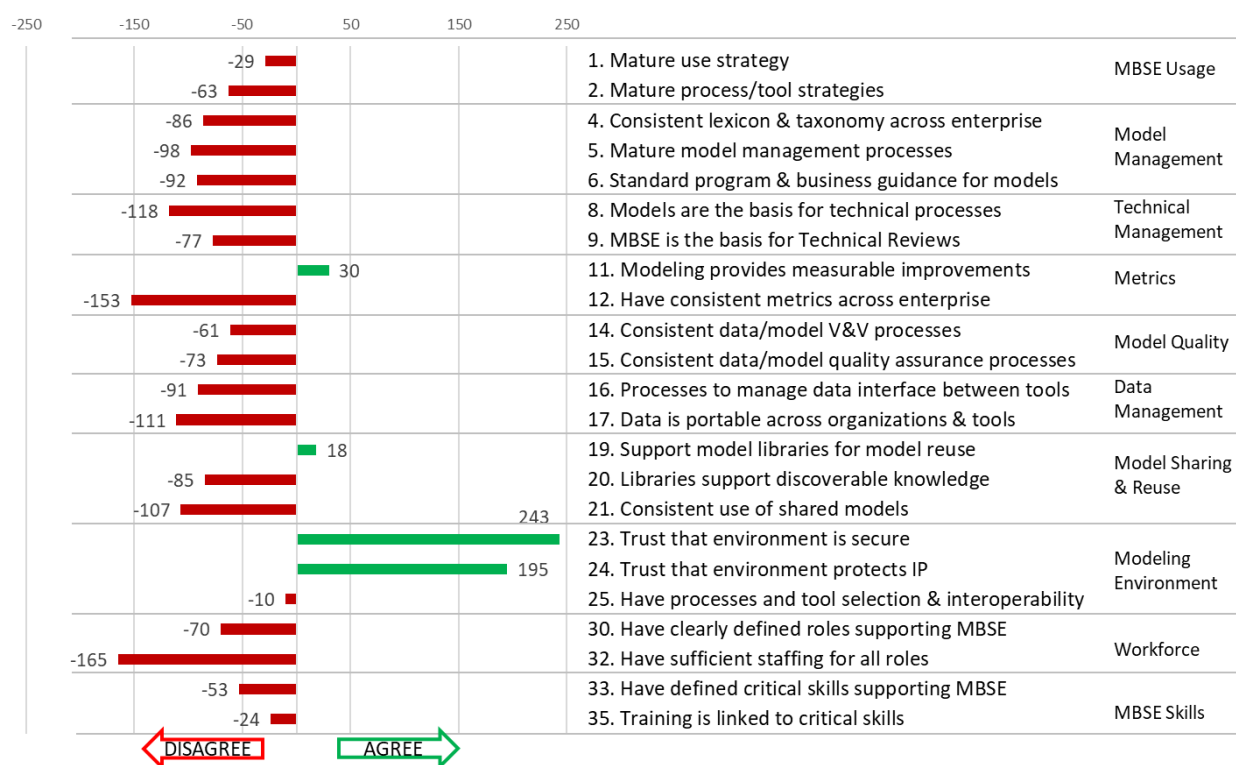 -250 -150 -50 50 150 250
-29 1. Mature use strategy
MBSE Usage
-63 2. Mature process/tool strategies
-86 4. Consistent lexicon & taxonomy across enterprise
Model
-98 5. Mature model management processes
Management
-92 6. Standard program & business guidance for models
-118 8. Models are the basis for technical processes
Technical
-77 9. MBSE is the basis for Technical Reviews
Management
30 11. Modeling provides measurable improvements
Metrics
-153 12. Have consistent metrics across enterprise
-61 14. Consistent data/model V&V processes
Model Quality
-73 15. Consistent data/model quality assurance processes
-91 16. Processes to manage data interface between tools
Data
-111 17. Data is portable across organizations & tools
Management
18 19. Support model libraries for model reuse
Model Sharing
-85 20. Libraries support discoverable knowledge
& Reuse
-107 21. Consistent use of shared models
243 23. Trust that environment is secure
Modeling
195 24. Trust that environment protects IP
Environment
-10 25. Have processes and tool selection & interoperability
-70 30. Have clearly defined roles supporting MBSE
Workforce
-165 32. Have sufficient staffing for all roles
-53 33. Have defined critical skills supporting MBSE
MBSE Skills
-24 35. Training is linked to critical skills
DISAGREE AGREE